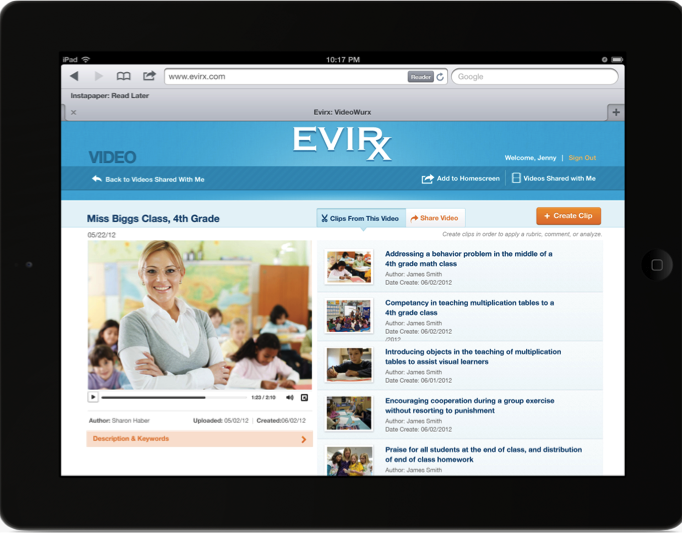 iPad
10:17 PM
www.evirx.com
Reader
Google
Instapaper: Read Later
Evirx: VideoWurx
VIDEO
EVIRx
Welcome, Jenny | Sign Out
Back to Videos Shared With Me
Add to Homescreen
Videos Shared with Me
Miss Biggs Class, 4th Grade
Clips From This Video
Share Video
+ Create Clip
05/22/12
Create clips in order to apply a rubric, comment, or analyze.
Addressing a behavior problem in the middle of a
4th grade math class
Author: James Smith
Date Create: 06/02/2012
Competency in teaching multiplication tables to a
4th grade class
Author: James Smith
Date Create: 06/02/2012
/2012
Introducing objects in the teaching of multiplication
tables to assist visual learners
Author: James Smith
Date Create: 06/01/2012
Encouraging cooperation during a group exercise
without resorting to punishment
Author: James Smith
Date Create: 06/02/2012
Praise for all students at the end of class, and distribution
of end of class homework
Author: James Smith
1:23 / 2:10
Author: Sharon Haber
Uploaded: 05/02/12 | Created:06/02/12
Description & Keywords